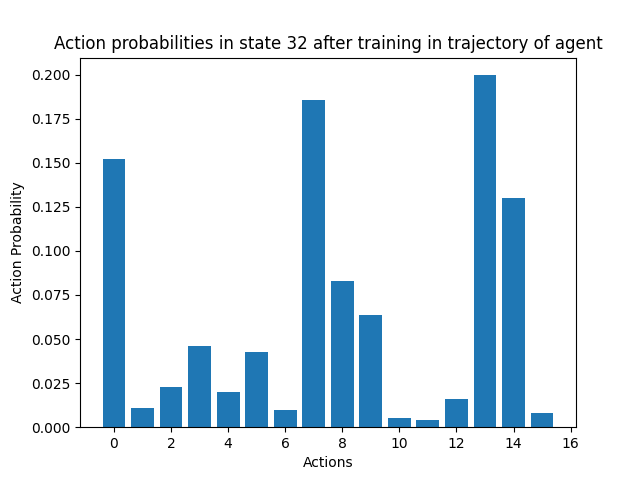 Action probabilities in state 32 after training in trajectory of agent
0.200
0.175
0.150
0.125
0.100
0.075
0.050
0.025
0.000
Action Probability
0 2 4 6 8 10 12 14 16
Actions